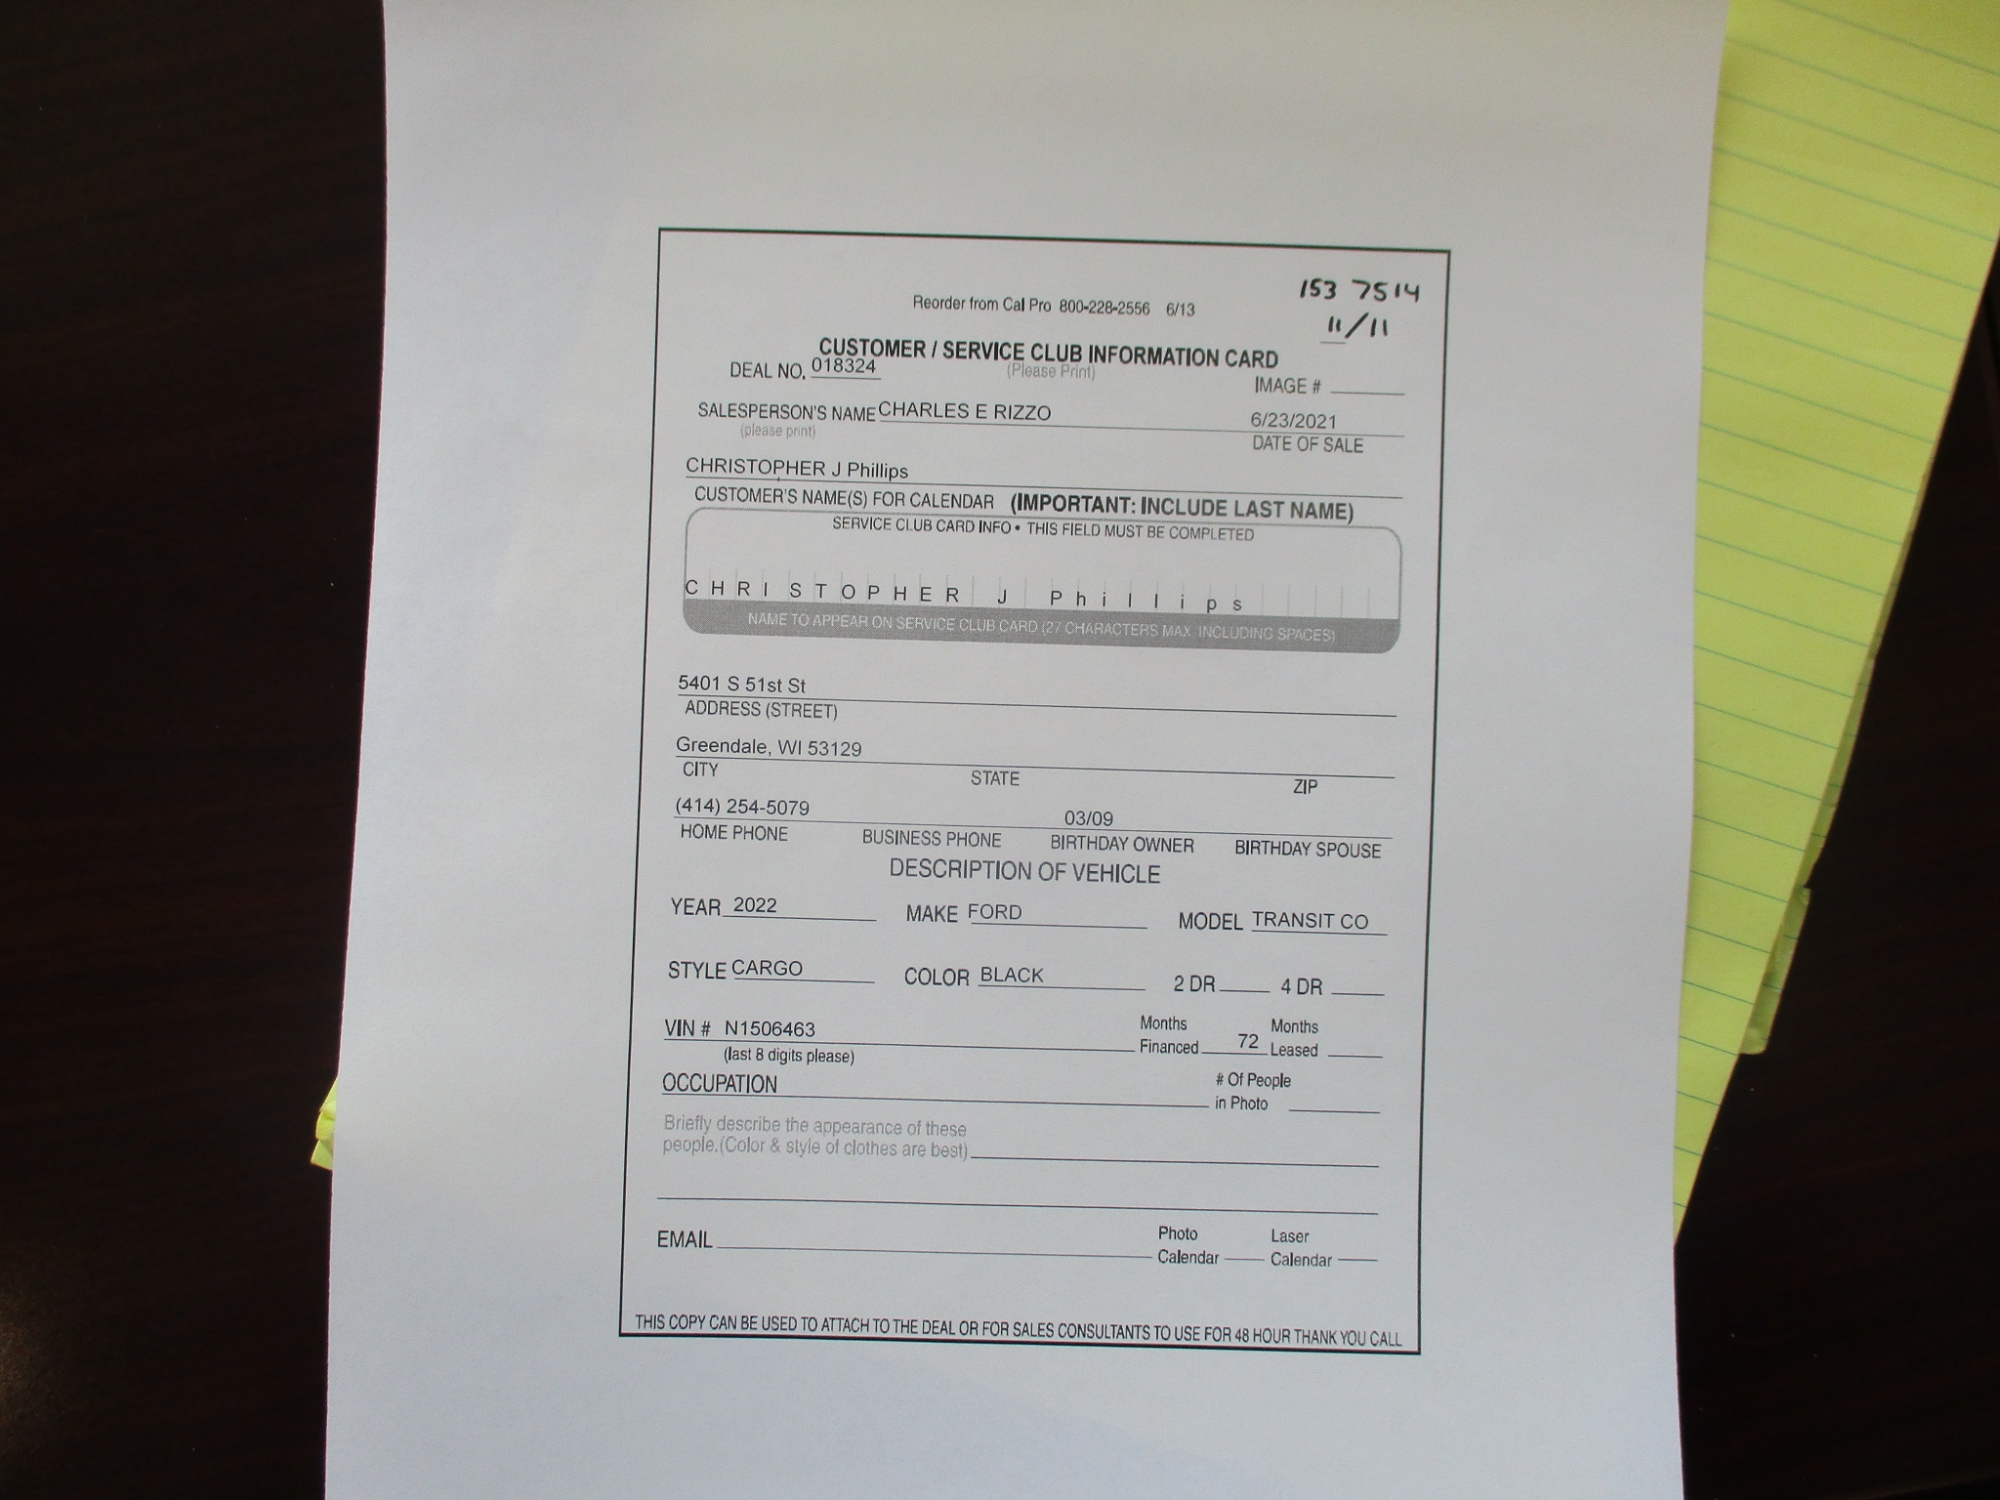 153 7514
Reorder from Cal Pro 800-228-2556 6/13
11/11
CUSTOMER / SERVICE CLUB INFORMATION CARD
DEAL NO. 018324 (Please Print)
IMAGE #
SALESPERSON'S NAME CHARLES E RIZZO 6/23/2021
(please print) DATE OF SALE
CHRISTOPHER J Phillips
CUSTOMER'S NAME(S) FOR CALENDAR (IMPORTANT: INCLUDE LAST NAME)
SERVICE CLUB CARD INFO • THIS FIELD MUST BE COMPLETED
CHRISTOPHER J Phillips
NAME TO APPEAR ON SERVICE CLUB CARD (27 CHARACTERS MAX. INCLUDING SPACES)
5401 S 51st St
ADDRESS (STREET)
Greendale, WI 53129
CITY STATE ZIP
(414) 254-5079 03/09
HOME PHONE BUSINESS PHONE BIRTHDAY OWNER BIRTHDAY SPOUSE
DESCRIPTION OF VEHICLE
YEAR 2022 MAKE FORD MODEL TRANSIT CO
STYLE CARGO COLOR BLACK 2 DR 4 DR
VIN # N1506463 Months Financed 72 Months Leased
(last 8 digits please)
OCCUPATION # Of People in Photo
Briefly describe the appearance of these
people.(Color & style of clothes are best)
EMAIL Photo Calendar Laser Calendar
THIS COPY CAN BE USED TO ATTACH TO THE DEAL OR FOR SALES CONSULTANTS TO USE FOR 48 HOUR THANK YOU CALL